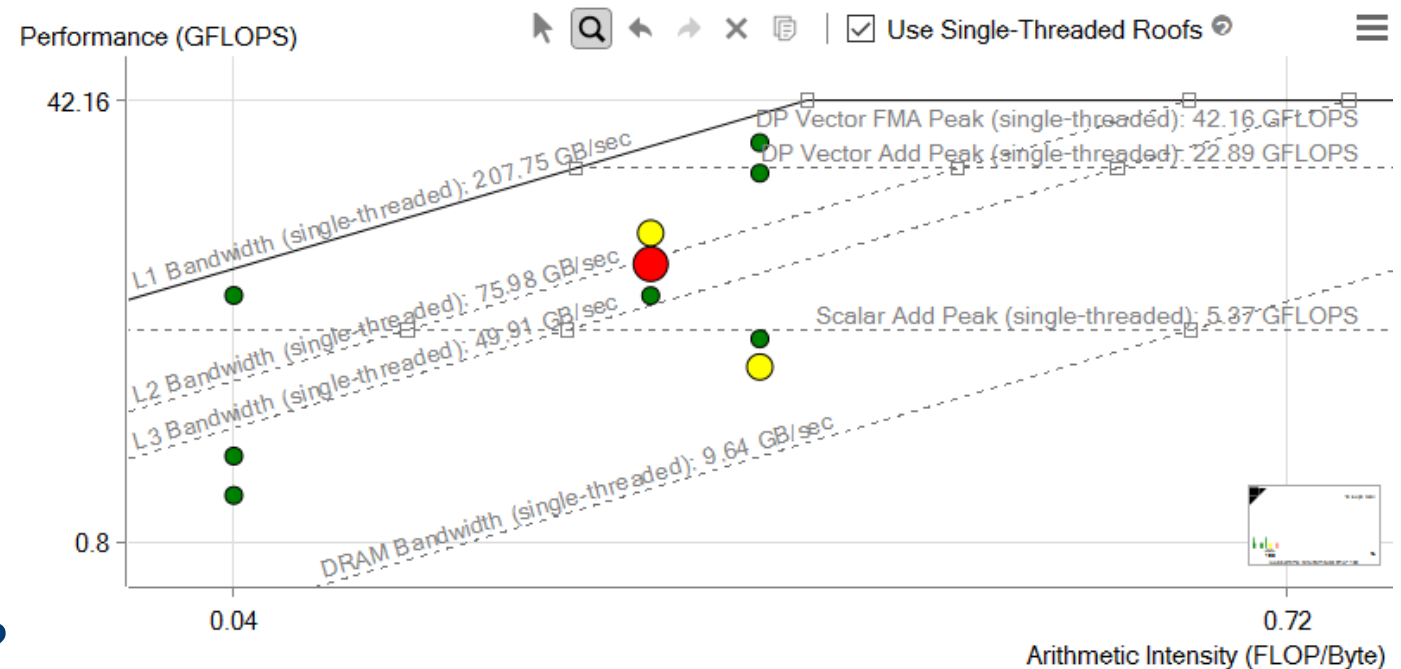 Performance (GFLOPS)
Use Single-Threaded Roofs
42.16
DP Vector FMA Peak (single-threaded): 42.16 GFLOPS
DP Vector Add Peak (single-threaded): 22.89 GFLOPS
L1 Bandwidth (single-threaded): 207.75 GB/sec
L2 Bandwidth (single-threaded): 75.98 GB/sec
L3 Bandwidth (single-threaded): 49.91 GB/sec
Scalar Add Peak (single-threaded): 5.37 GFLOPS
DRAM Bandwidth (single-threaded): 9.64 GB/sec
0.8
0.04
0.72
Arithmetic Intensity (FLOP/Byte)